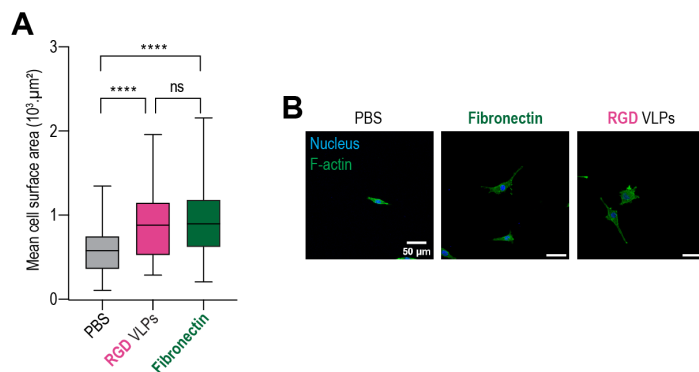 A
Mean cell surface area (10³.µm²)
3
2
1
0
****
****
ns
PBS
RGD VLPs
Fibronectin
B
PBS
Fibronectin
RGD VLPs
Nucleus
F-actin
50 µm